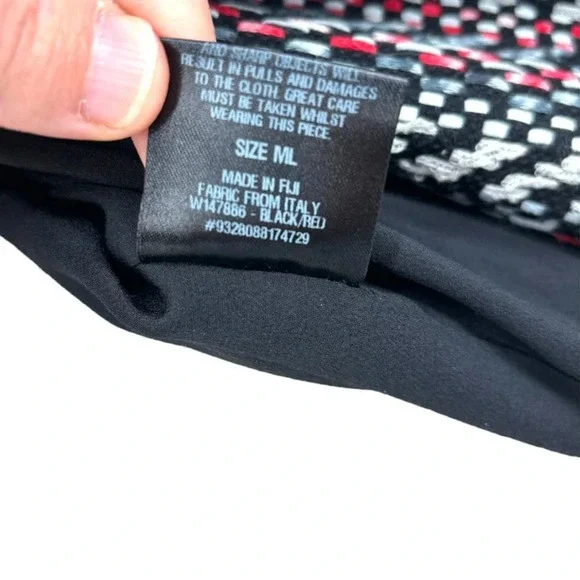 AND SHARP OBJECTS WILL
RESULT IN PULLS AND DAMAGES
TO THE CLOTH. GREAT CARE
MUST BE TAKEN WHILST
WEARING THIS PIECE.
SIZE ML
MADE IN FIJI
FABRIC FROM ITALY
W147886 - BLACK/RED
#9328088174729